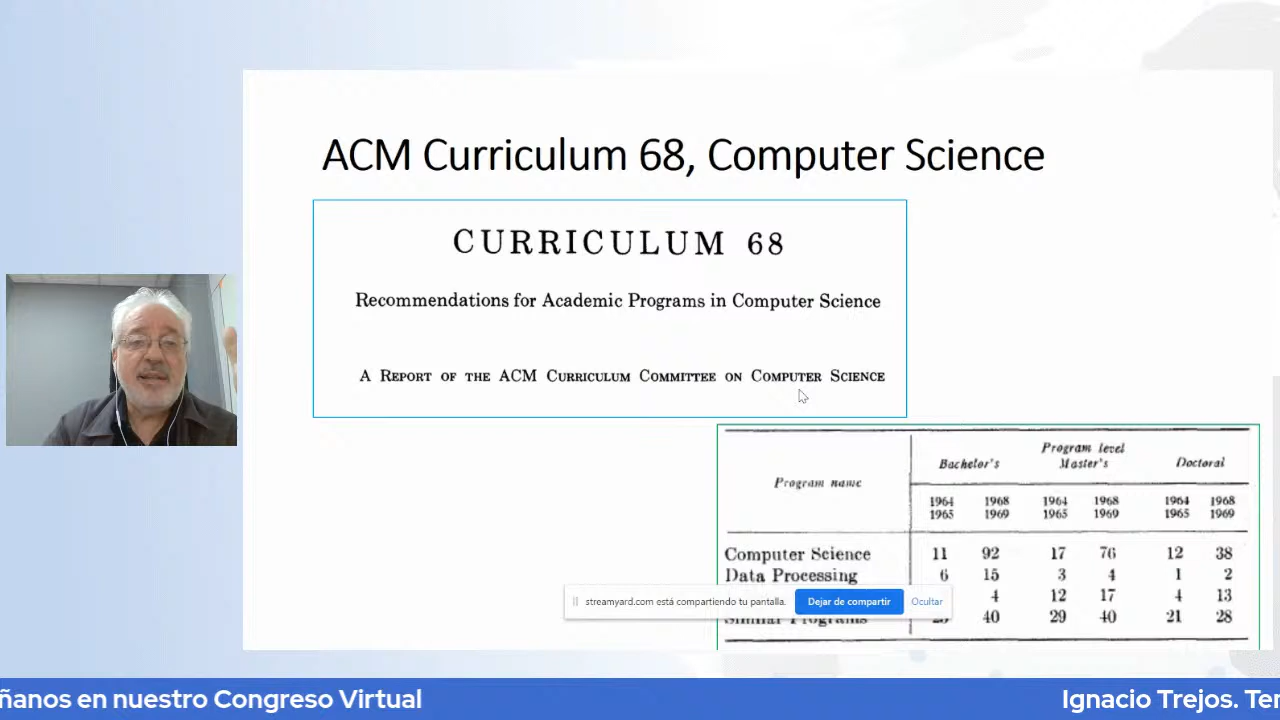 ACM Curriculum 68, Computer Science
CURRICULUM 68
Recommendations for Academic Programs in Computer Science
A REPORT OF THE ACM CURRICULUM COMMITTEE ON COMPUTER SCIENCE
Program name
Program level
Bachelor's Master's Doctoral
1964 1968 1964 1968 1964 1968
1965 1969 1965 1969 1965 1969
Computer Science 11 92 17 76 12 38
Data Processing 6 15 3 4 1 2
4 12 17 4 13
Similar Programs 40 29 40 21 28
streamyard.com está compartiendo tu pantalla. Dejar de compartir Ocultar
ñanos en nuestro Congreso Virtual
Ignacio Trejos. Ter